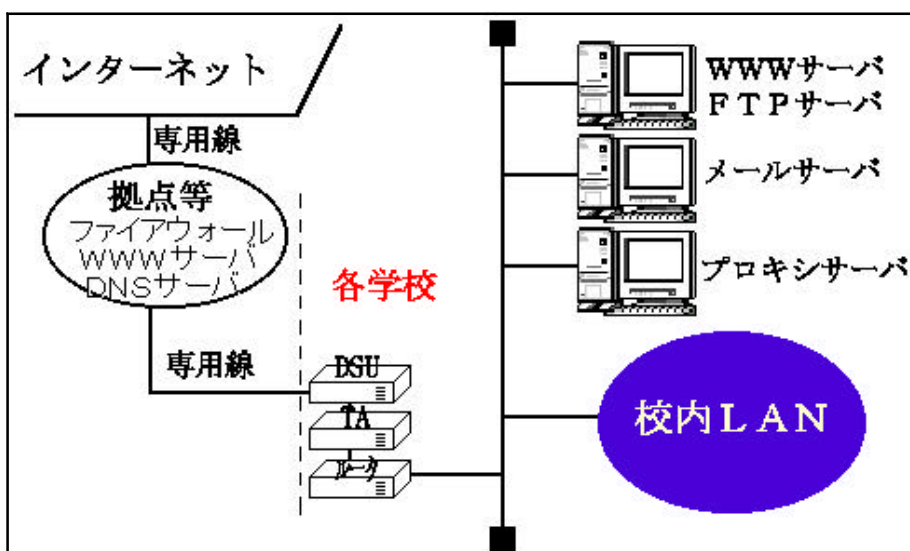 インターネット
専用線
拠点等
ファイアウォール
WWWサーバ
DNSサーバ
各学校
専用線
DSU
TA
ルータ
WWWサーバ
FTPサーバ
メールサーバ
プロキシサーバ
校内LAN